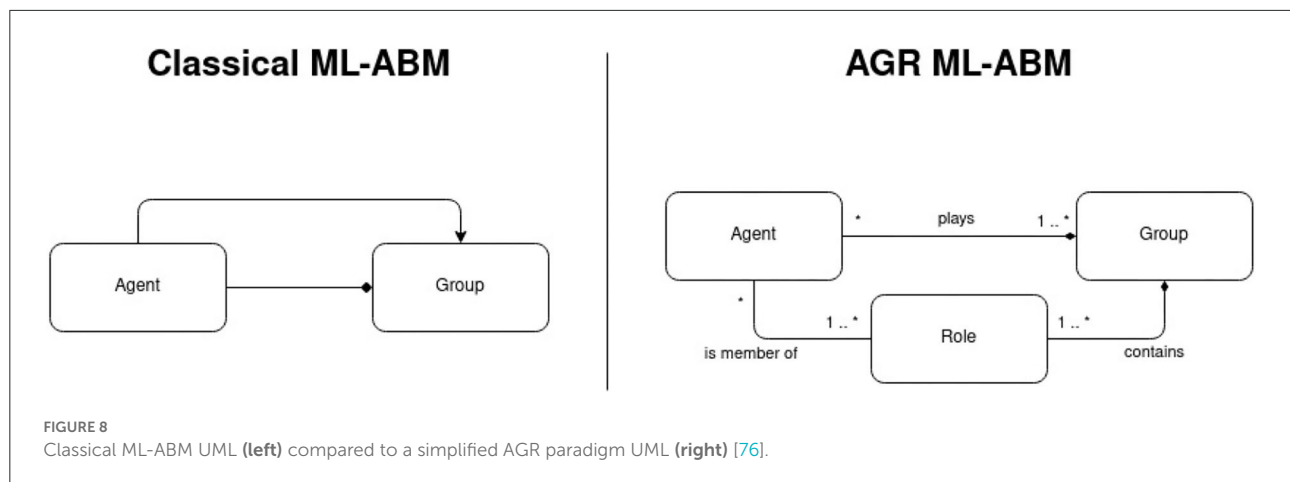 Classical ML-ABM
Agent
Group
AGR ML-ABM
Agent
*
plays
1 .. *
Group
*
is member of
1 .. *
Role
1 .. *
contains
FIGURE 8
Classical ML-ABM UML (left) compared to a simplified AGR paradigm UML (right) [76].